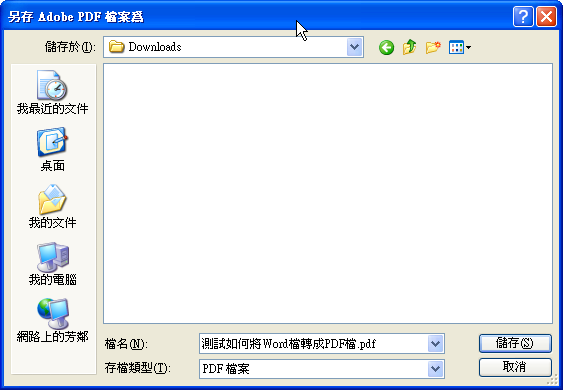 另存 Adobe PDF 檔案為
儲存於(I):
Downloads
我最近的文件
桌面
我的文件
我的電腦
網路上的芳鄰
檔名(N):
測試如何將Word檔轉成PDF檔.pdf
儲存(S)
存檔類型(T):
PDF 檔案
取消